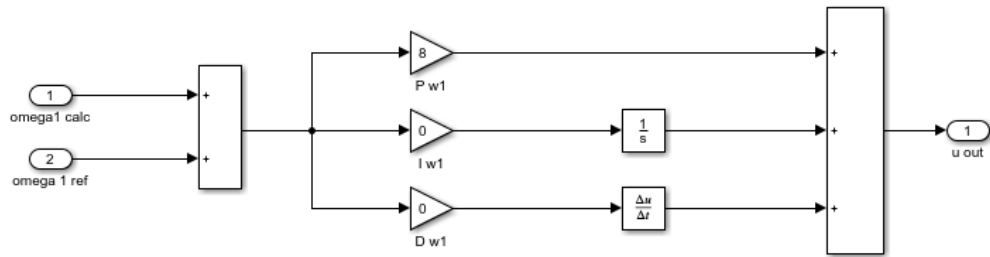 8
+
P w1
1
+
omega1 calc
0
1
s
+
1
I w1
u out
2
+
omega 1 ref
0
Δu
Δt
+
D w1